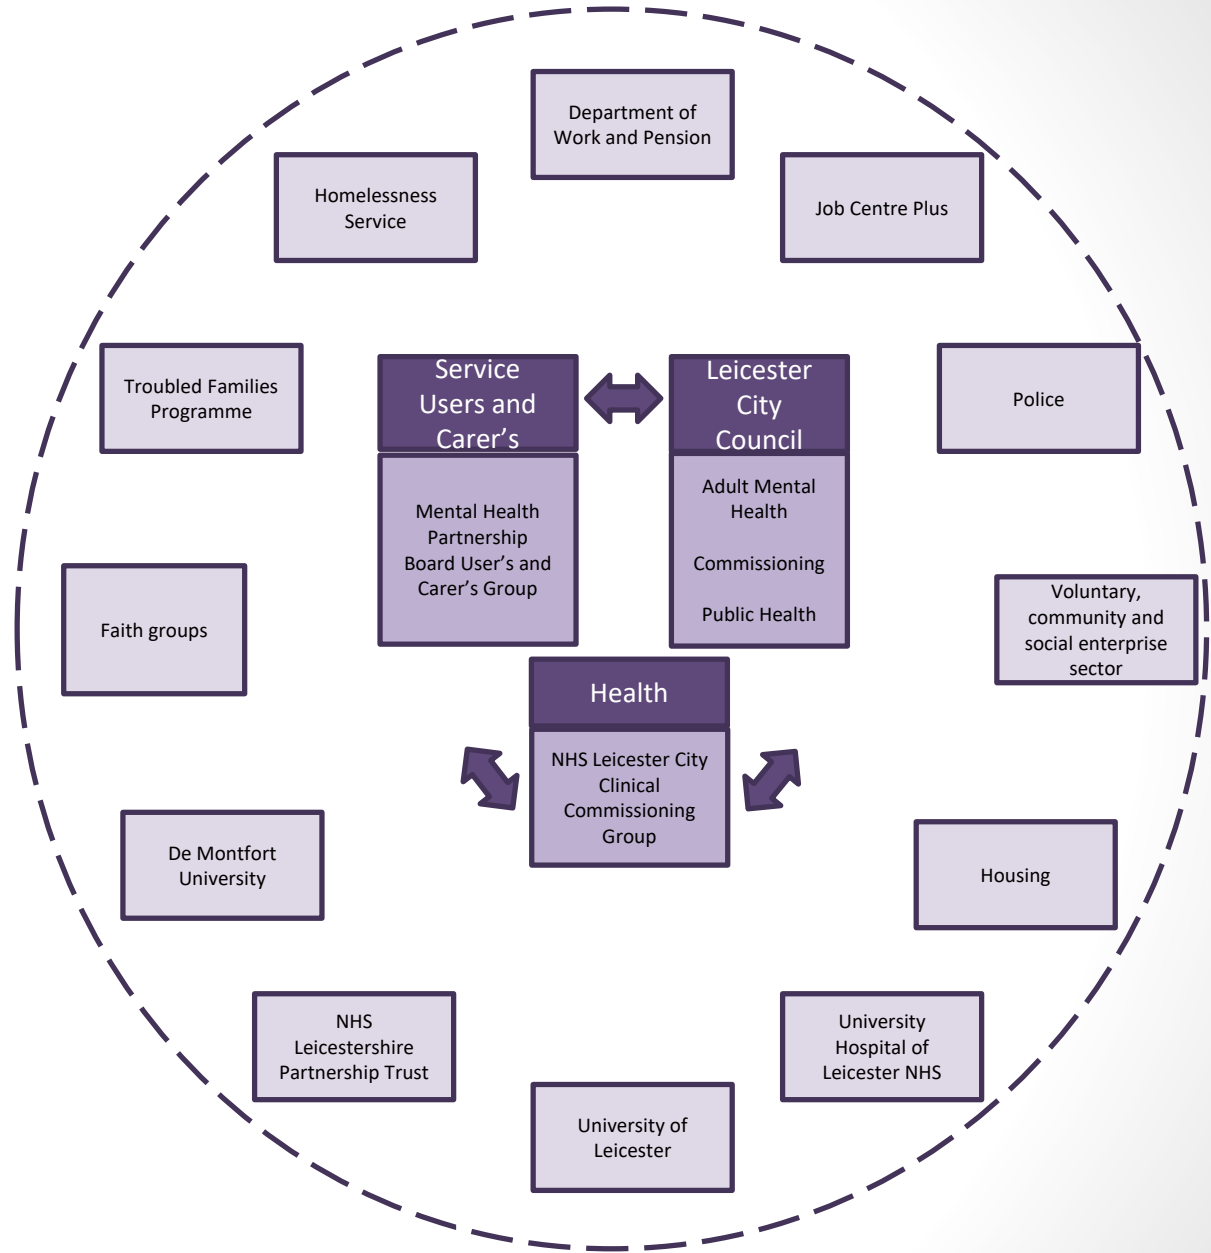 Department of
Work and Pension
Homelessness
Service
Job Centre Plus
Troubled Families
Programme
Service
Users and
Carer’s
Leicester
City
Council
Police
Mental Health
Partnership
Board User’s and
Carer’s Group
Adult Mental
Health
Commissioning
Public Health
Faith groups
Voluntary,
community and
social enterprise
sector
Health
NHS Leicester City
Clinical
Commissioning
Group
De Montfort
University
Housing
NHS
Leicestershire
Partnership Trust
University
Hospital of
Leicester NHS
University of
Leicester